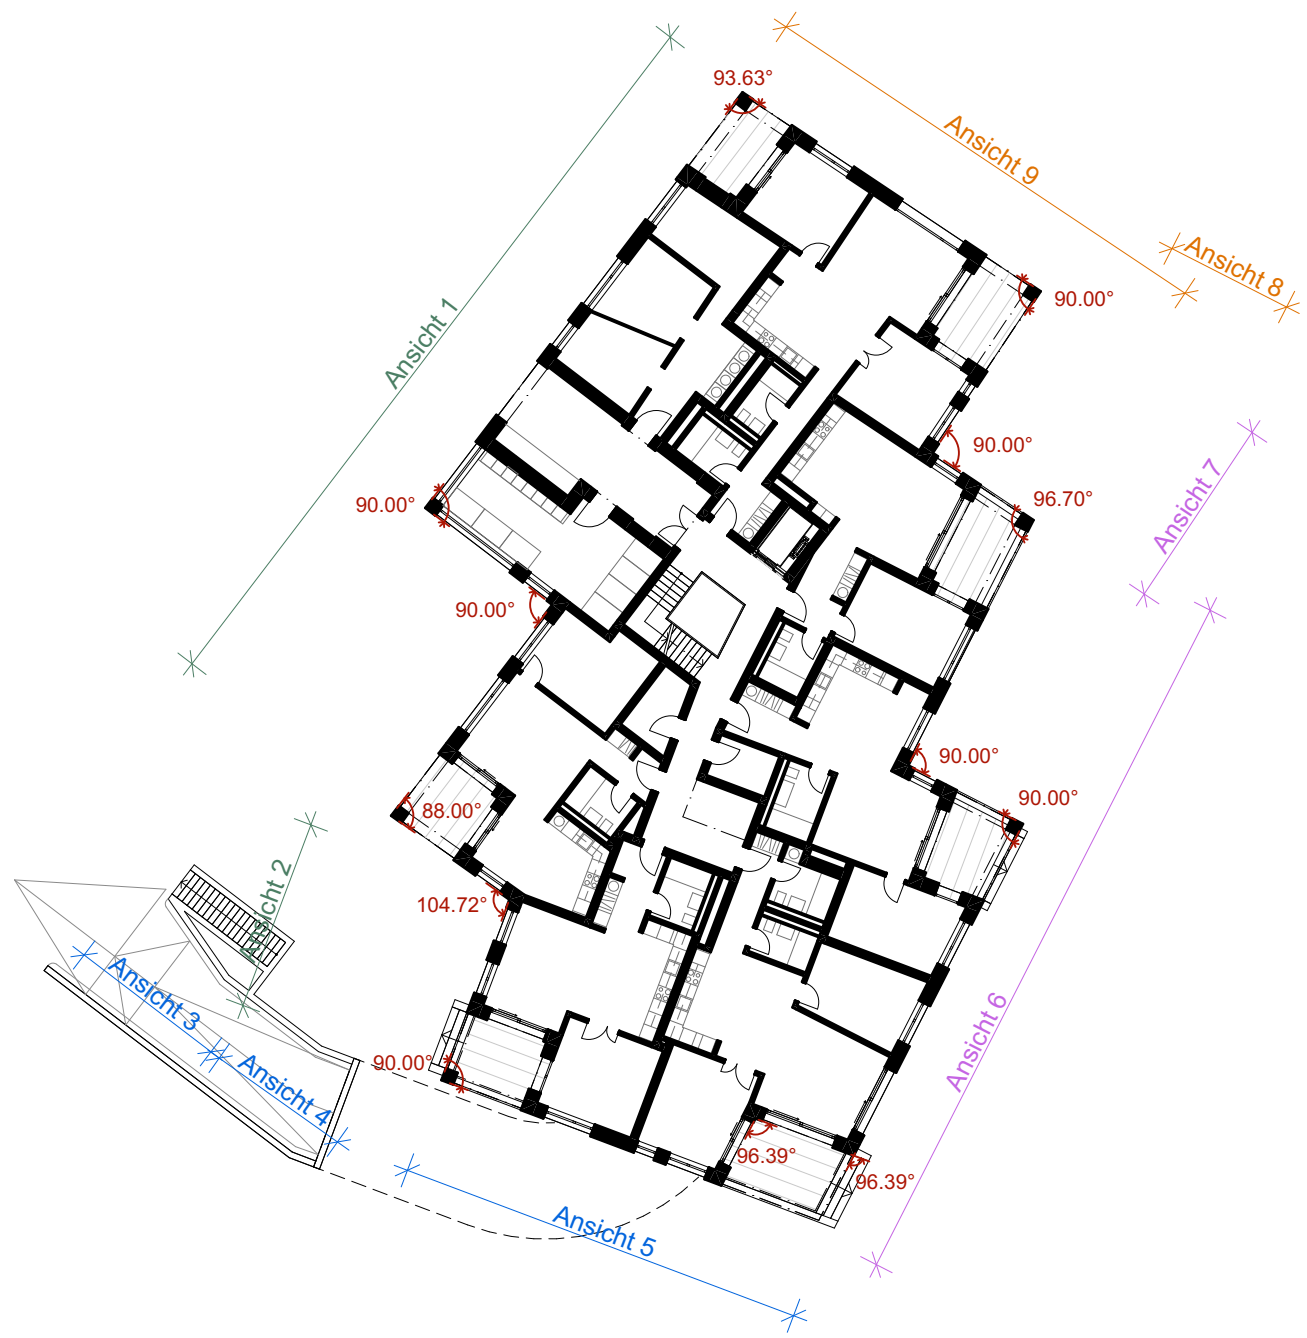 93.63°
Ansicht 9
Ansicht 8
90.00°
Ansicht 1
90.00°
96.70°
90.00°
Ansicht 7
90.00°
90.00°
90.00°
88.00°
Ansicht 2
104.72°
Ansicht 3
Ansicht 6
90.00°
Ansicht 4
96.39°
96.39°
Ansicht 5